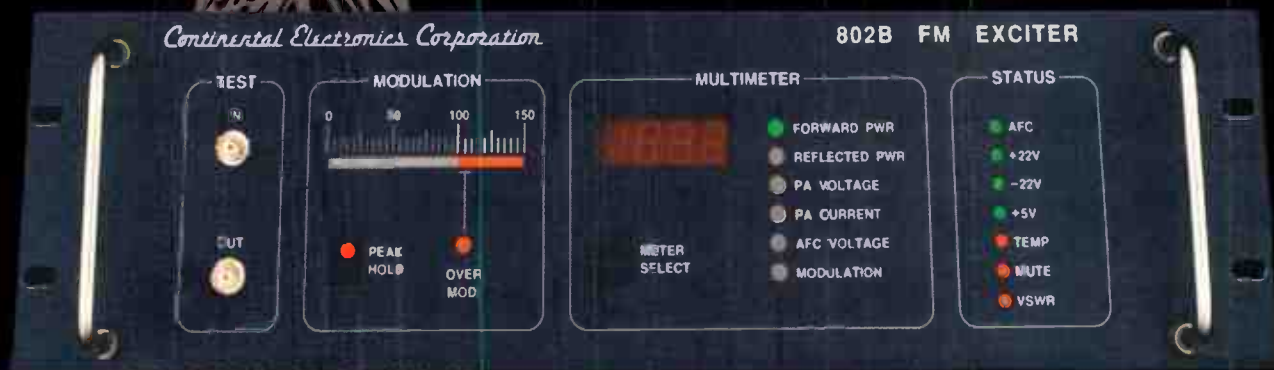 Continental Electronics Corporation
802B FM EXCITER
TEST
IN
OUT
MODULATION
0 50 100 150
PEAK
HOLD
OVER
MOD
MULTIMETER
METER
SELECT
FORWARD PWR
REFLECTED PWR
PA VOLTAGE
PA CURRENT
AFC VOLTAGE
MODULATION
STATUS
AFC
+22V
-22V
+5V
TEMP
MUTE
VSWR